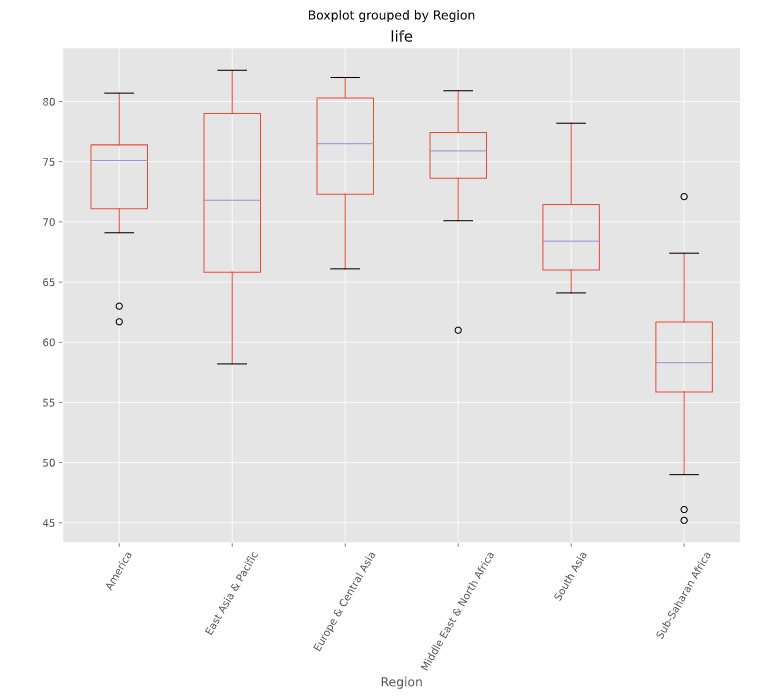 Boxplot grouped by Region
life
80
75
70
65
60
55
50
45
America
East Asia & Pacific
Europe & Central Asia
Middle East & North Africa
South Asia
Sub-Saharan Africa
Region